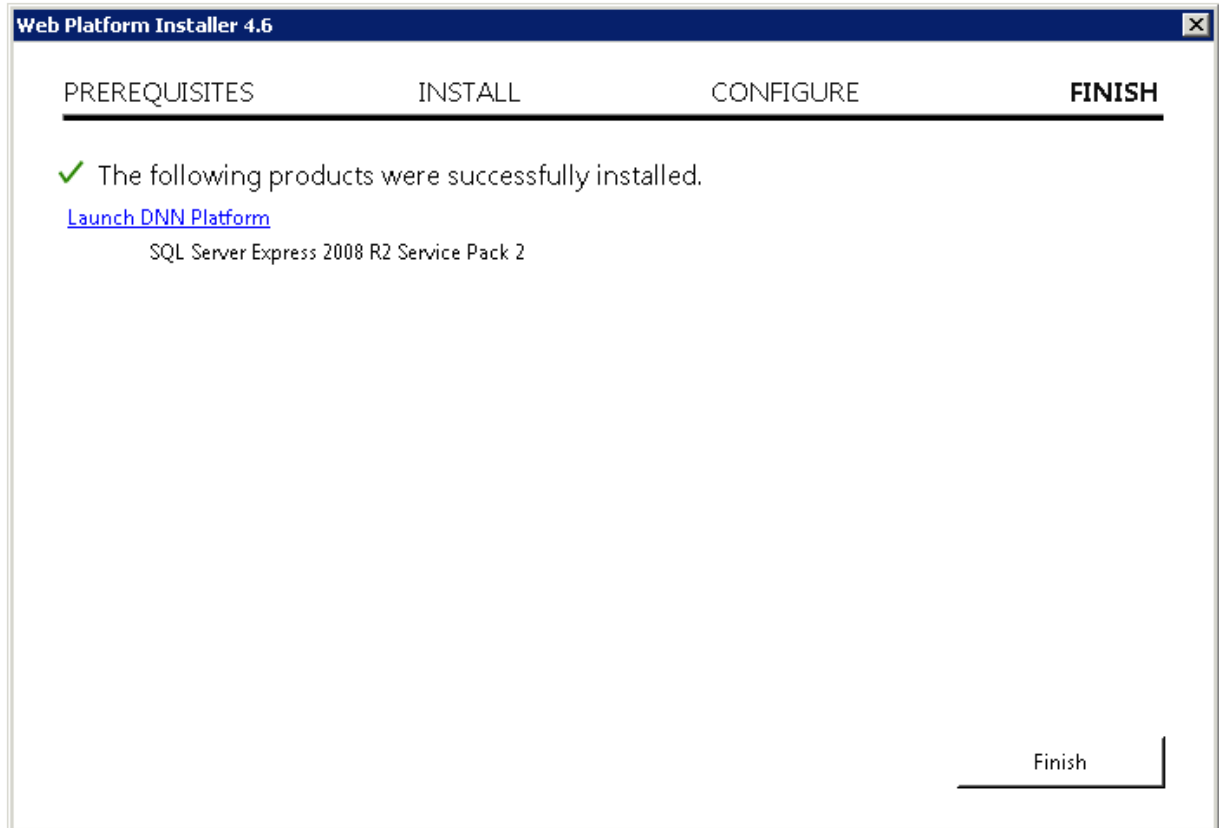 Web Platform Installer 4.6
PREREQUISITES INSTALL CONFIGURE FINISH
The following products were successfully installed.
Launch DNN Platform
SQL Server Express 2008 R2 Service Pack 2
Finish